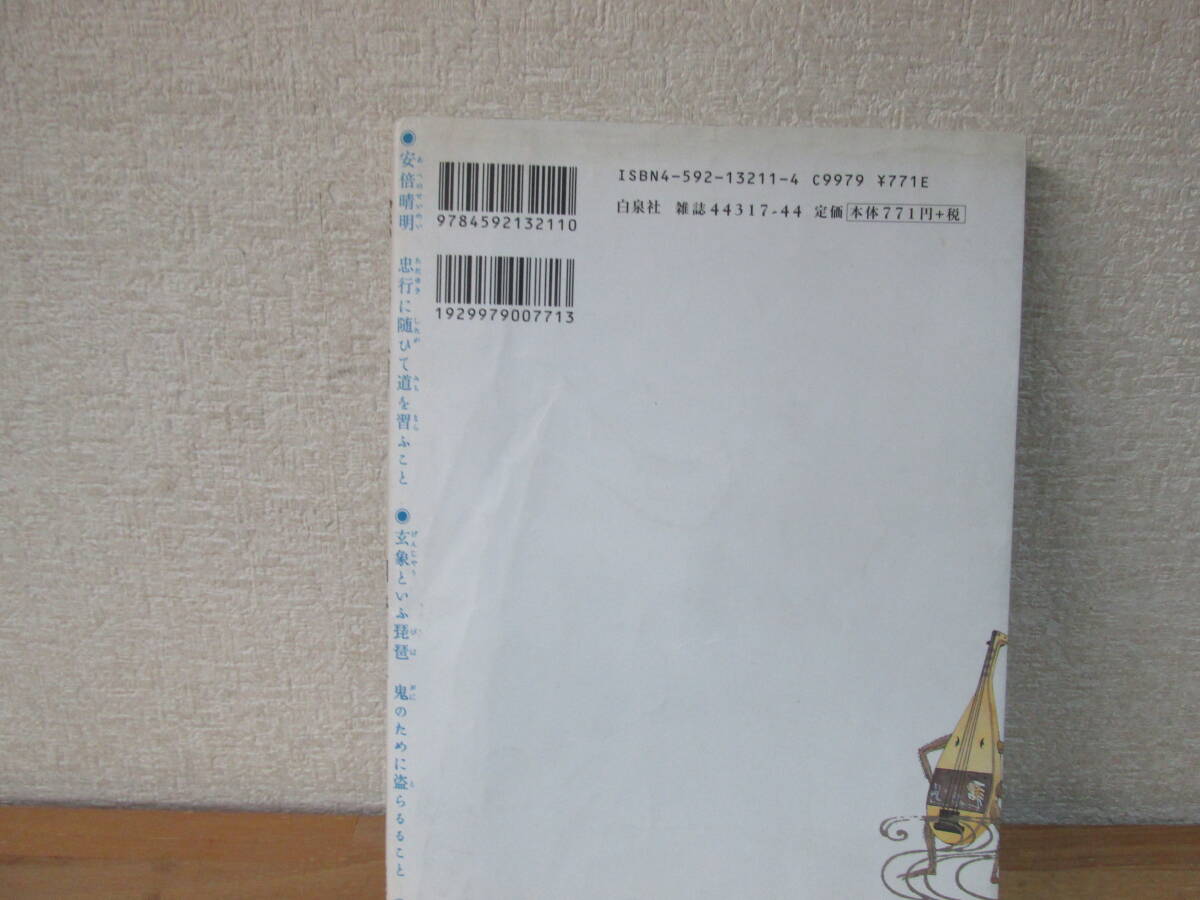 ISBN4-592-13211-4 C9979 ¥771E
白泉社 雑誌44317-44 定価 本体771円+税
9784592132110
1929979007713
◉安倍晴明 忠行に随ひて道を習ふこと
◉玄象といふ琵琶 鬼のために盗らるること